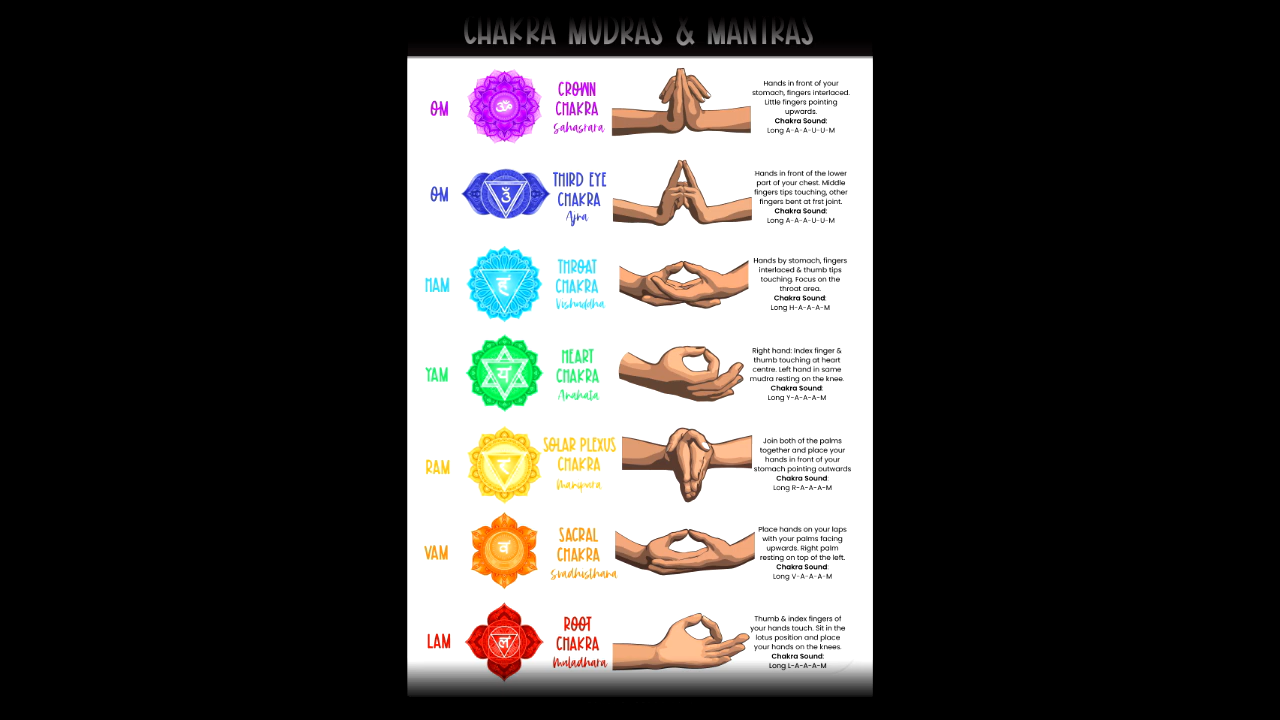 CHAKRA MUDRAS & MANTRAS
OM
ॐ
CROWN
CHAKRA
Sahasrara
Hands in front of your
stomach, fingers interlaced.
Little fingers pointing
upwards.
Chakra Sound:
Long A-A-A-U-U-M
OM
ॐ
THIRD EYE
CHAKRA
Ajna
Hands in front of the lower
part of your chest. Middle
fingers tips touching, other
fingers bent at frst joint.
Chakra Sound:
Long A-A-A-U-U-M
HAM
हं
THROAT
CHAKRA
Vishuddha
Hands by stomach, fingers
interlaced & thumb tips
touching. Focus on the
throat area.
Chakra Sound:
Long H-A-A-A-M
YAM
यं
HEART
CHAKRA
Anahata
Right hand: Index finger &
thumb touching at heart
centre. Left hand in same
mudra resting on the knee.
Chakra Sound:
Long Y-A-A-A-M
RAM
रं
SOLAR PLEXUS
CHAKRA
Manipura
Join both of the palms
together and place your
hands in front of your
stomach pointing outwards
Chakra Sound:
Long R-A-A-A-M
VAM
वं
SACRAL
CHAKRA
Svadhisthana
Place hands on your laps
with your palms facing
upwards. Right palm
resting on top of the left.
Chakra Sound:
Long V-A-A-A-M
LAM
लं
ROOT
CHAKRA
Muladhara
Thumb & index fingers of
your hands touch. Sit in the
lotus position and place
your hands on the knees.
Chakra Sound:
Long L-A-A-A-M